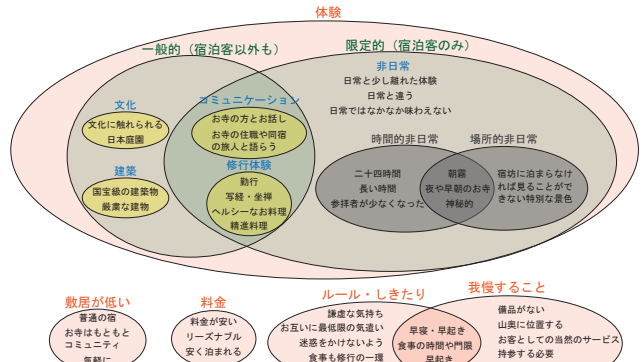 体験
一般的（宿泊客以外も）
限定的（宿泊客のみ）
非日常
日常と少し離れた体験
日常と違う
日常ではなかなか味わえない
文化
文化に触れられる
日本庭園
コミュニケーション
お寺の方とお話し
お寺の住職や同宿
の旅人と語らう
建築
国宝級の建築物
厳粛な建物
修行体験
勤行
写経・坐禅
ヘルシーなお料理
精進料理
時間的非日常
場所的非日常
二十四時間
長い時間
参拝者が少なくなった
朝霧
夜や早朝のお寺
神秘的
宿坊に泊まらなけ
れば見ることがで
きない特別な景色
敷居が低い
普通の宿
お寺はもともと
コミュニティ
気軽に
料金
料金が安い
リーズナブル
安く泊まれる
ルール・しきたり
謙虚な気持ち
お互いに最低限の気遣い
迷惑をかけないよう
食事も修行の一環
早寝・早起き
食事の時間や門限
早起き
我慢すること
備品がない
山奥に位置する
お客としての当然のサービス
持参する必要